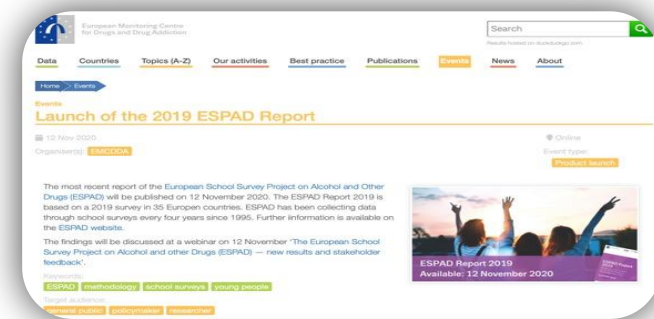 European Monitoring Centre
for Drugs and Drug Addiction
Search
Results hosted on duckduckgo.com
Data Countries Topics (A-Z) Our activities Best practice Publications Events News About
Home Events
Events
Launch of the 2019 ESPAD Report
12 Nov 2020
Online
Organiser(s): EMCDDA
Event type:
Product launch
The most recent report of the European School Survey Project on Alcohol and Other
Drugs (ESPAD) will be published on 12 November 2020. The ESPAD Report 2019 is
based on a 2019 survey in 35 Europen countries. ESPAD has been collecting data
through school surveys every four years since 1995. Further iinformation is available on
the ESPAD website.
The findings will be discussed at a webinar on 12 November 'The European School
Survey Project on Alcohol and other Drugs (ESPAD) — new results and stakeholder
feedback'.
Keywords:
ESPAD methodology school surveys young people
Target audience:
general public policymaker researcher
ESPAD Report 2019
Available: 12 November 2020